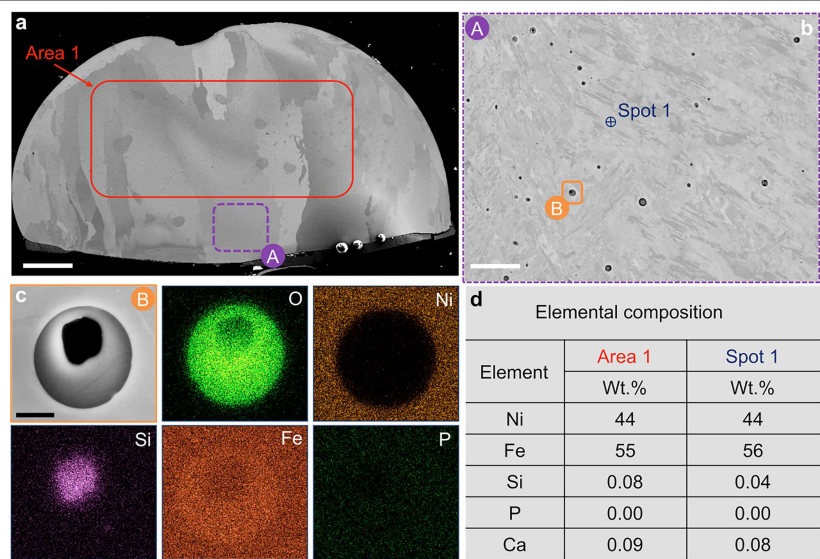 a
Area 1
A
A
b
Spot 1
B
c
B
O
Ni
Si
Fe
P
d
Elemental composition
Element Area 1 Spot 1
Wt.% Wt.%
Ni 44 44
Fe 55 56
Si 0.08 0.04
P 0.00 0.00
Ca 0.09 0.08